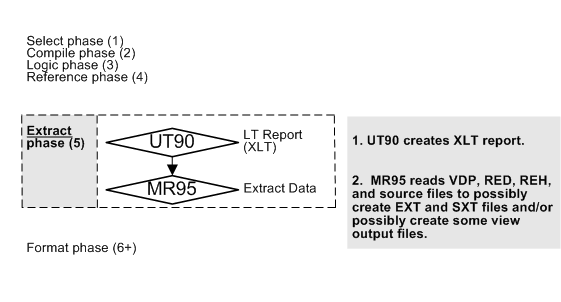 Select phase (1)
Compile phase (2)
Logic phase (3)
Reference phase (4)
Extract
phase (5)
UT90
LT Report
(XLT)
MR95
Extract Data
1. UT90 creates XLT report.
2. MR95 reads VDP, RED, REH,
and source files to possibly
create EXT and SXT files and/or
possibly create some view
output files.
Format phase (6+)